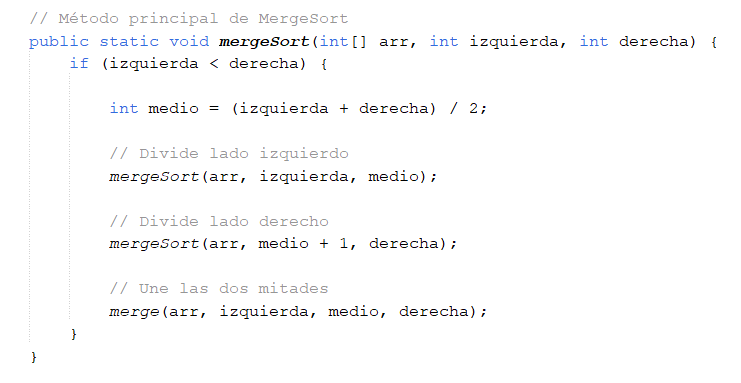 // Método principal de MergeSort
public static void mergeSort(int[] arr, int izquierda, int derecha) {
    if (izquierda < derecha) {

        int medio = (izquierda + derecha) / 2;

        // Divide lado izquierdo
        mergeSort(arr, izquierda, medio);

        // Divide lado derecho
        mergeSort(arr, medio + 1, derecha);

        // Une las dos mitades
        merge(arr, izquierda, medio, derecha);
    }
}